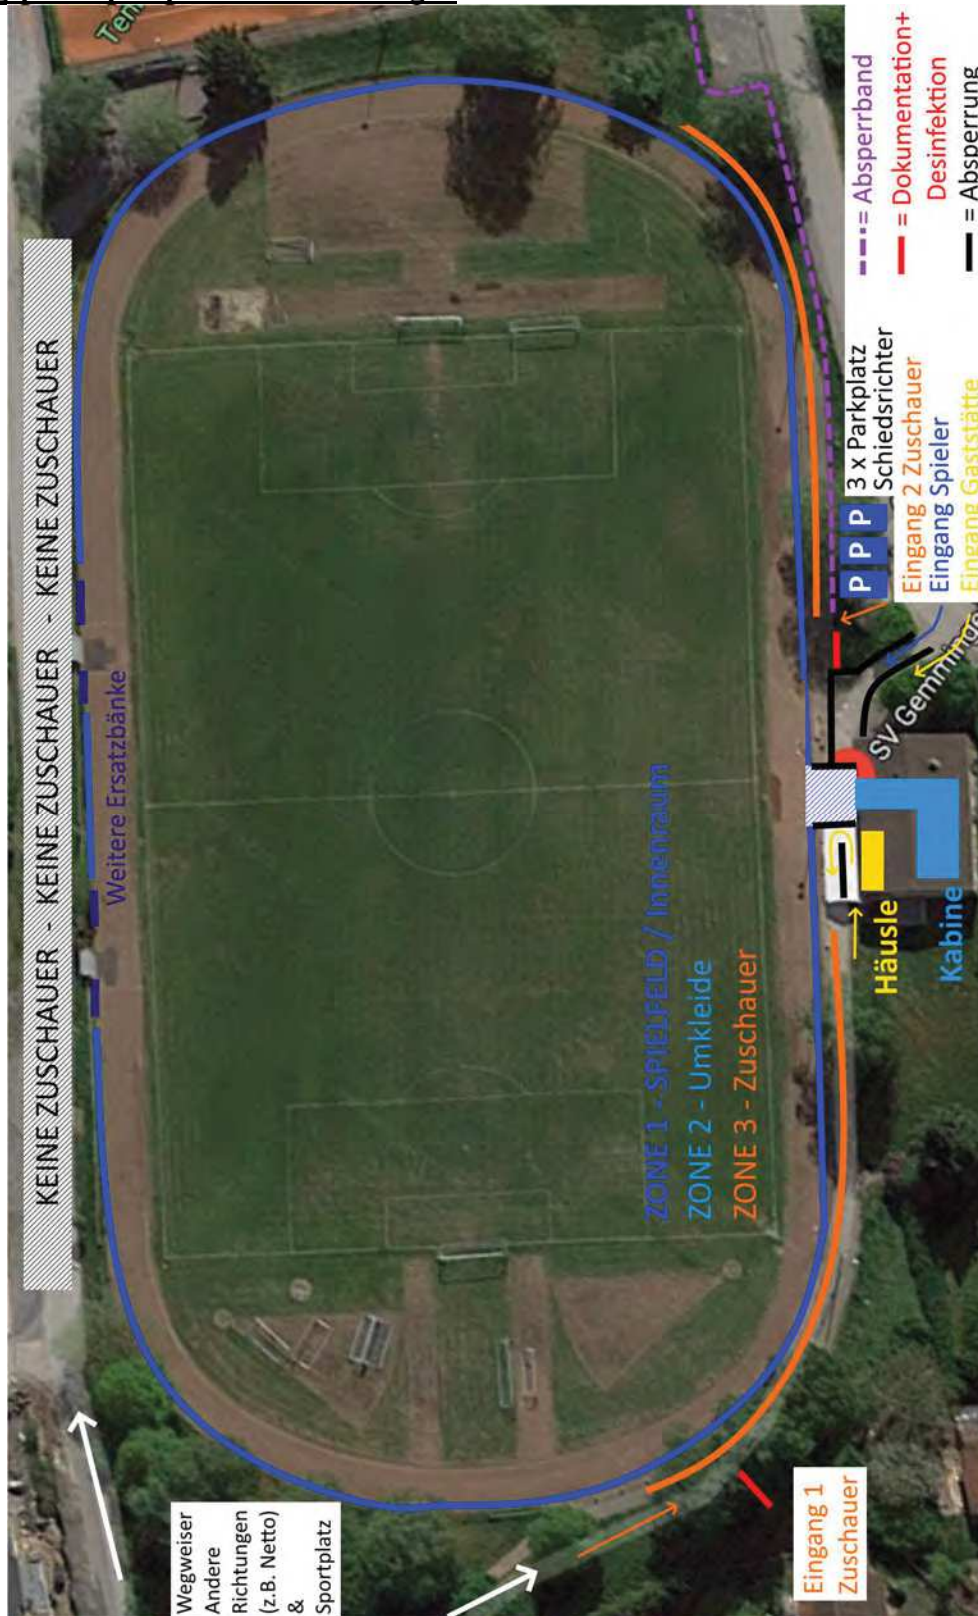 KEINE ZUSCHAUER - KEINE ZUSCHAUER - KEINE ZUSCHAUER
Weitere Ersatzbänke
ZONE 1 - SPIELFELD / Innenraum
ZONE 2 - Umkleide
ZONE 3 - Zuschauer
Wegweiser
Andere
Richtungen
(z.B. Netto)
&
Sportplatz
Eingang 1
Zuschauer
Häusle
Kabine
P P P
3 x Parkplatz
Schiedsrichter
Eingang 2 Zuschauer
Eingang Spieler
Eingang Gaststätte
= Absperrband
= Dokumentation+
Desinfektion
= Absperrung
SV Gemmingen